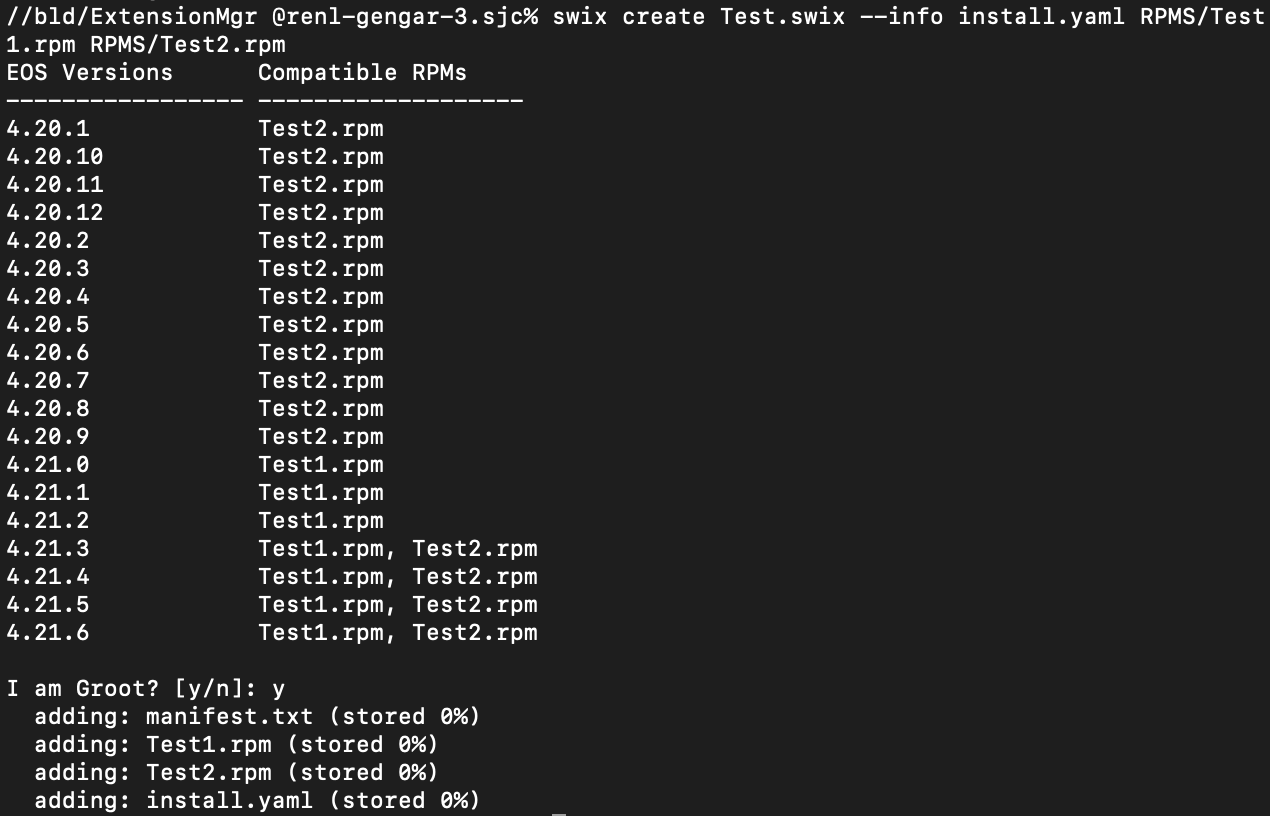 //bld/ExtensionMgr @renl-gengar-3.sjc% swix create Test.swix --info install.yaml RPMS/Test
1.rpm RPMS/Test2.rpm
EOS Versions      Compatible RPMs
----------------- -------------------
4.20.1            Test2.rpm
4.20.10           Test2.rpm
4.20.11           Test2.rpm
4.20.12           Test2.rpm
4.20.2            Test2.rpm
4.20.3            Test2.rpm
4.20.4            Test2.rpm
4.20.5            Test2.rpm
4.20.6            Test2.rpm
4.20.7            Test2.rpm
4.20.8            Test2.rpm
4.20.9            Test2.rpm
4.21.0            Test1.rpm
4.21.1            Test1.rpm
4.21.2            Test1.rpm
4.21.3            Test1.rpm, Test2.rpm
4.21.4            Test1.rpm, Test2.rpm
4.21.5            Test1.rpm, Test2.rpm
4.21.6            Test1.rpm, Test2.rpm
I am Groot? [y/n]: y
  adding: manifest.txt (stored 0%)
  adding: Test1.rpm (stored 0%)
  adding: Test2.rpm (stored 0%)
  adding: install.yaml (stored 0%)